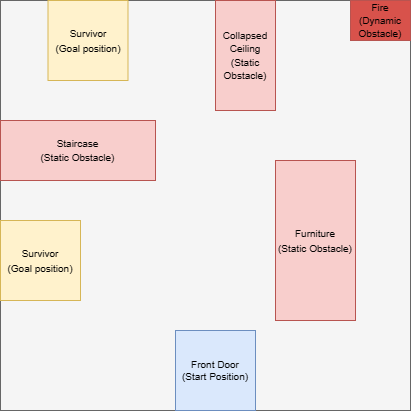 Fire
(Dynamic
Obstacle)
Survivor
(Goal position)
Collapsed
Ceiling
(Static
Obstacle)
Staircase
(Static Obstacle)
Furniture
(Static Obstacle)
Survivor
(Goal position)
Front Door
(Start Position)